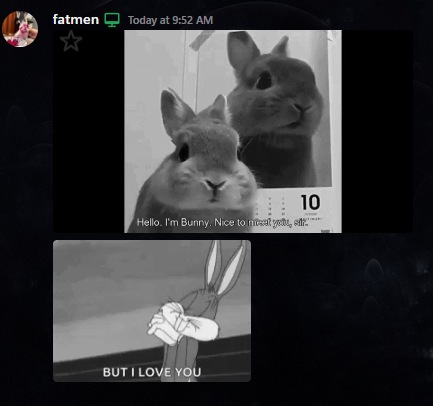 fatmen Today at 9:52 AM
10
Hello. I'm Bunny. Nice to meet you, sir.
BUT I LOVE YOU